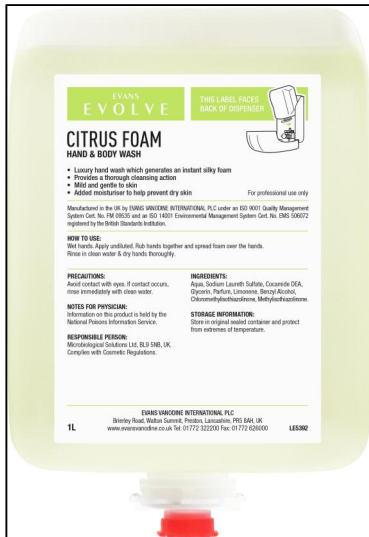 EVANS
EVOLVE
THIS LABEL FACES
BACK OF DISPENSER
CITRUS FOAM
HAND & BODY WASH
• Luxury hand wash which generates an instant silky foam
• Provides a thorough cleansing action
• Mild and gentle to skin
• Added moisturiser to help prevent dry skin
For professional use only
Manufactured in the UK by EVANS VANODINE INTERNATIONAL PLC under an ISO 9001 Quality Management
System Cert. No. FM 09535 and an ISO 14001 Environmental Management System Cert. No. EMS 506072
registered by the British Standards Institution.
HOW TO USE:
Wet hands. Apply undiluted. Rub hands together and spread foam over the hands.
Rinse in clean water & dry hands thoroughly.
PRECAUTIONS:
Avoid contact with eyes. If contact occurs,
rinse immediately with clean water.
NOTES FOR PHYSICIAN:
Information on this product is held by the
National Poisons Information Service.
RESPONSIBLE PERSON:
Microbiological Solutions Ltd, BL9 5NB, UK.
Complies with Cosmetic Regulations.
INGREDIENTS:
Aqua, Sodium Laureth Sulfate, Cocamide DEA,
Glycerin, Parfum, Limonene, Benzyl Alcohol,
Chloromethylisothiazolinone, Methylisothiazolinone.
STORAGE INFORMATION:
Store in original sealed container and protect
from extremes of temperature.
EVANS VANODINE INTERNATIONAL PLC
Brierley Road, Walton Summit, Preston, Lancashire, PR5 8AH, UK
1L
www.evansvanodine.co.uk Tel: 01772 322200 Fax: 01772 626000
LE5392